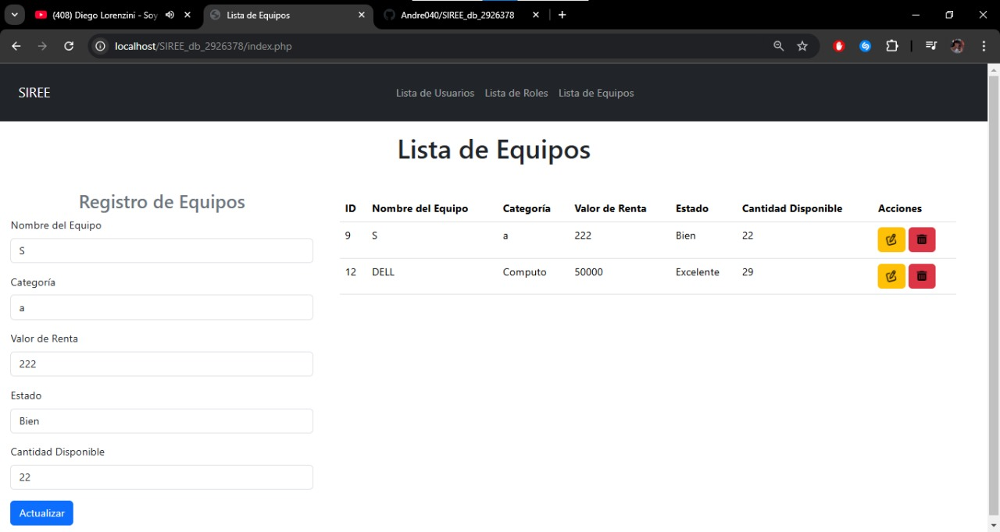 (408) Diego Lorenzini - Soy
Lista de Equipos
Andre040/SIREE_db_2926378
localhost/SIREE_db_2926378/index.php
SIREE
Lista de Usuarios Lista de Roles Lista de Equipos
Lista de Equipos
Registro de Equipos
Nombre del Equipo
S
Categoría
a
Valor de Renta
222
Estado
Bien
Cantidad Disponible
22
Actualizar
ID Nombre del Equipo Categoría Valor de Renta Estado Cantidad Disponible Acciones
9 S a 222 Bien 22
12 DELL Computo 50000 Excelente 29